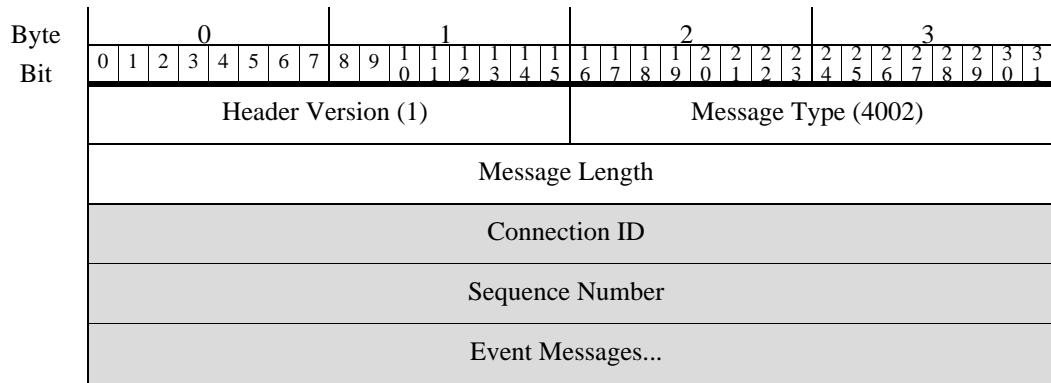 Byte 0 1 2 3
Bit 0 1 2 3 4 5 6 7 8 9 10 11 12 13 14 15 16 17 18 19 20 21 22 23 24 25 26 27 28 29 30 31
Header Version (1) Message Type (4002)
Message Length
Connection ID
Sequence Number
Event Messages...